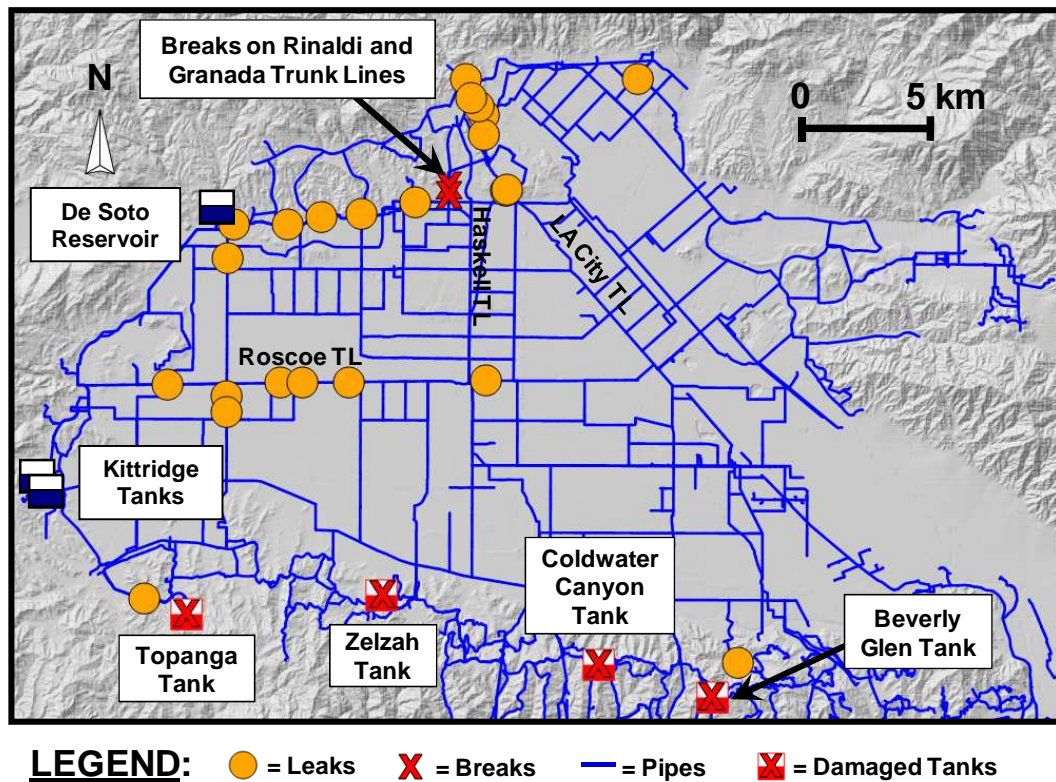 Breaks on Rinaldi and
Granada Trunk Lines
N
0 5 km
De Soto
Reservoir
Haskell TL
LA City TL
Roscoe TL
Kittridge
Tanks
Coldwater
Canyon
Tank
Beverly
Glen Tank
Zelzah
Tank
Topanga
Tank
LEGEND: = Leaks = Breaks = Pipes = Damaged Tanks